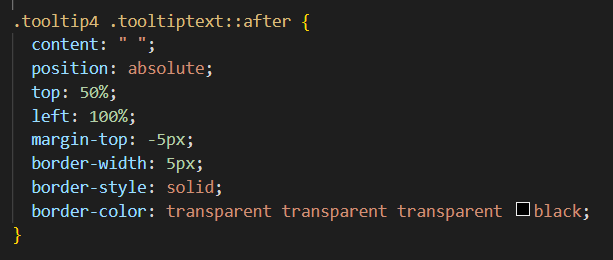 .tooltip4 .tooltiptext::after {
content: " ";
position: absolute;
top: 50%;
left: 100%;
margin-top: -5px;
border-width: 5px;
border-style: solid;
border-color: transparent transparent transparent black;
}